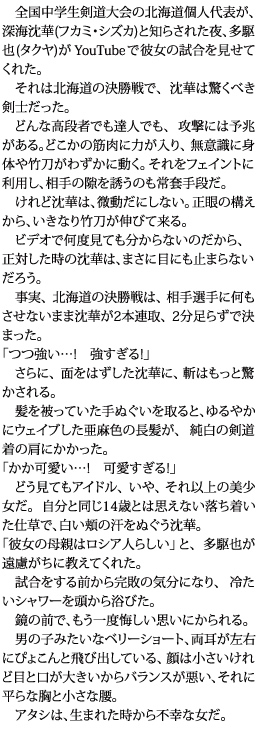 全国中学生剣道大会の北海道個人代表が、
深海沈華(フカミ・シズカ)と知らされた夜、多駆
也(タクヤ)が YouTubeで彼女の試合を見せて
くれた。
　それは北海道の決勝戦で、沈華は驚くべき
剣士だった。
　どんな高段者でも達人でも、攻撃には予兆
がある。どこかの筋肉に力が入り、無意識に身
体や竹刀がわずかに動く。それをフェイントに
利用し、相手の隙を誘うのも常套手段だ。
　けれど沈華は、微動だにしない。正眼の構え
から、いきなり竹刀が伸びて来る。
　ビデオで何度見ても分からないのだから、
正対した時の沈華は、まさに目にも止まらない
だろう。
　事実、北海道の決勝戦は、相手選手に何も
させないまま沈華が2本連取、2分足らずで決
まった。
「つつ強い…!　強すぎる!」
　さらに、面をはずした沈華に、斬はもっと驚
かされる。
　髪を被っていた手ぬぐいを取ると、ゆるやか
にウェイブした亜麻色の長髪が、純白の剣道
着の肩にかかった。
「かか可愛い…!　可愛すぎる!」
　どう見てもアイドル、いや、それ以上の美少
女だ。自分と同じ14歳とは思えない落ち着い
た仕草で、白い頬の汗をぬぐう沈華。
「彼女の母親はロシア人らしい」と、多駆也が
遠慮がちに教えてくれた。
　試合をする前から完敗の気分になり、冷た
いシャワーを頭から浴びた。
　鏡の前で、もう一度悔しい思いにかられる。
　男の子みたいなベリーショート、両耳が左右
にぴょこんと飛び出している、顔は小さいけれ
ど目と口が大きいからバランスが悪い、それに
平らな胸と小さな腰。
　アタシは、生まれた時から不幸な女だ。